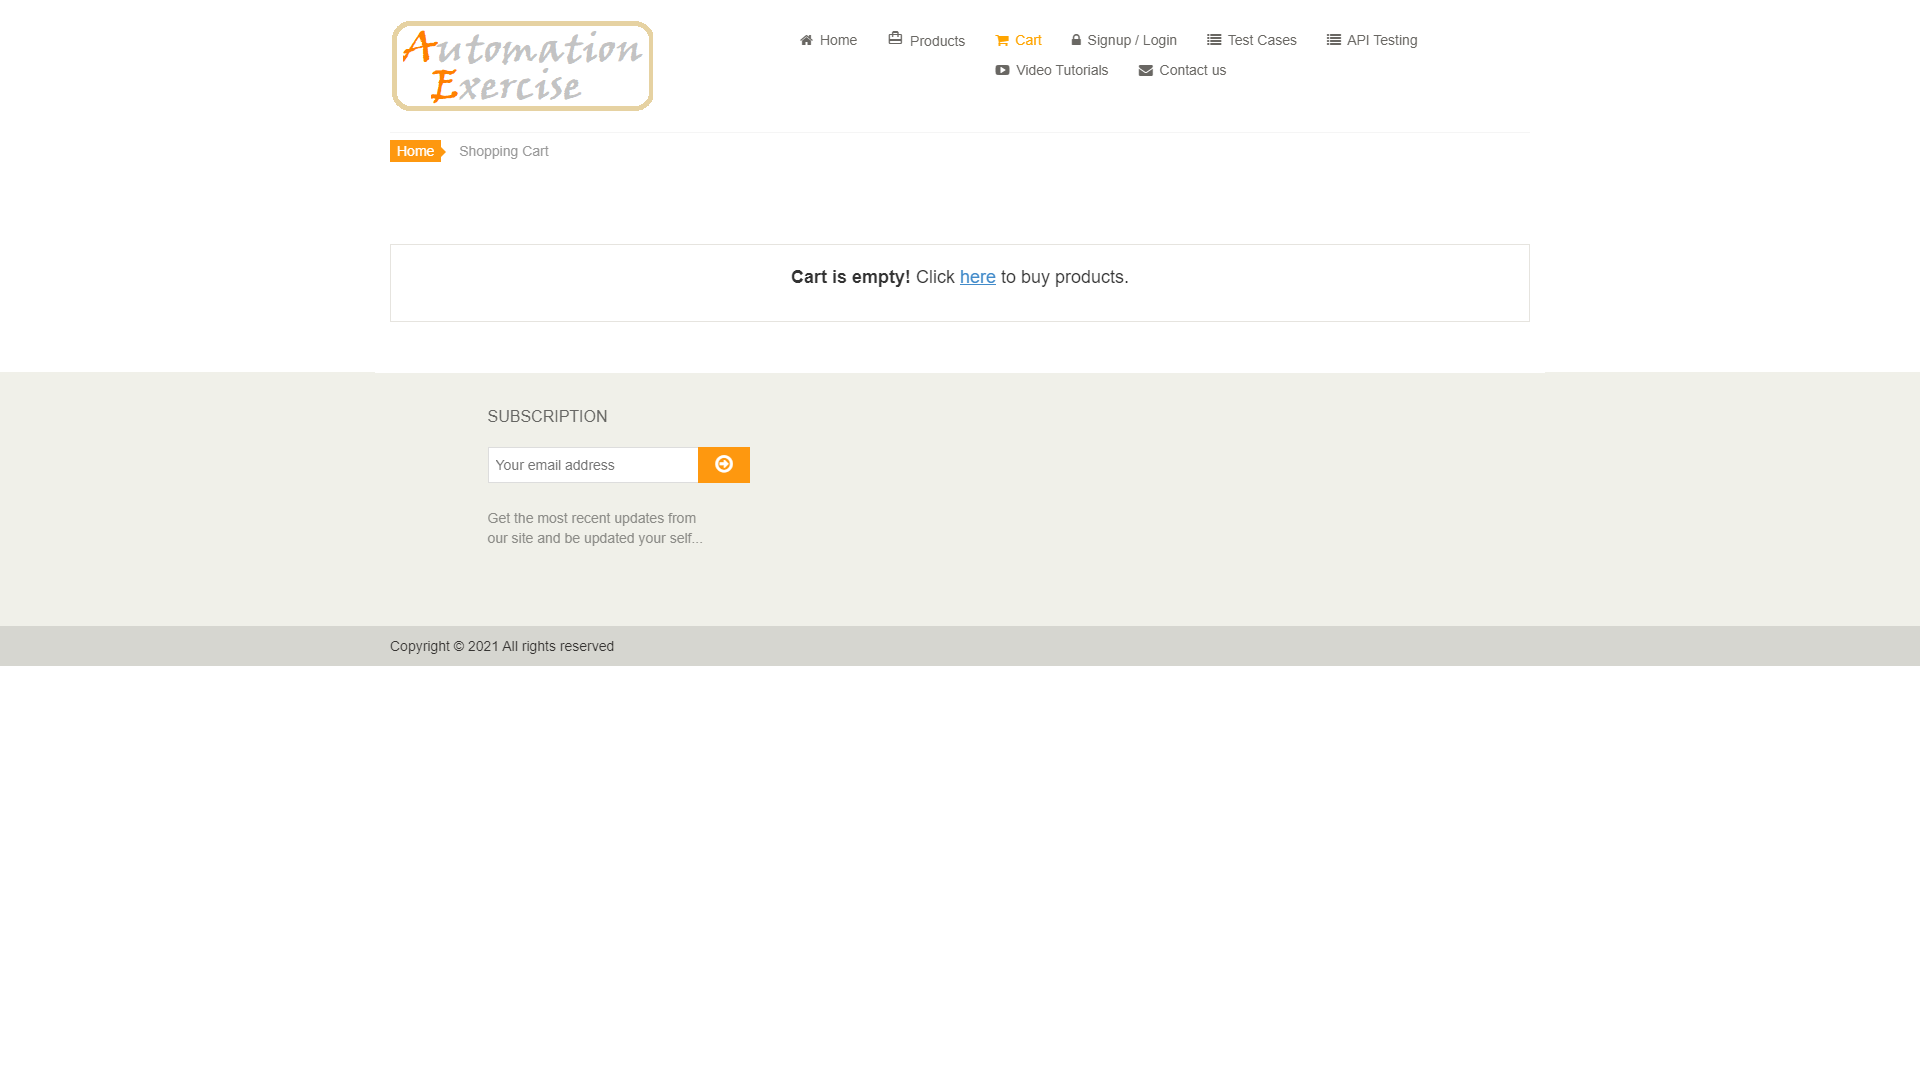 Automation
Exercise
Home Products Cart Signup / Login Test Cases API Testing
Video Tutorials Contact us
Home Shopping Cart
Cart is empty! Click here to buy products.
SUBSCRIPTION
Your email address
Get the most recent updates from
our site and be updated your self...
Copyright © 2021 All rights reserved